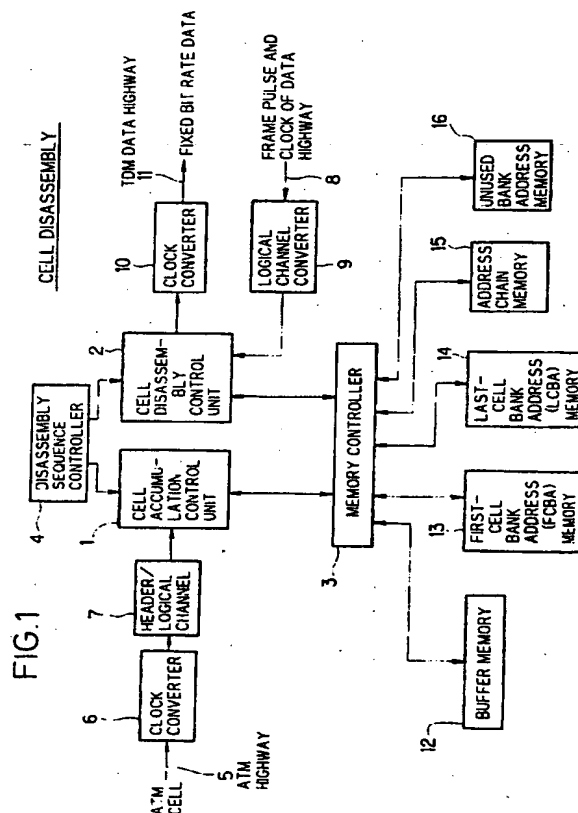 FIG.1
CELL DISASSEMBLY
4
DISASSEMBLY
SEQUENCE
CONTROLLER
ATM
CELL
5
ATM
HIGHWAY
6
CLOCK
CONVERTER
7
HEADER/
LOGICAL
CHANNEL
1
CELL
ACCUMU-
LATION
CONTROL
UNIT
2
CELL
DISASSEM-
BLY
CONTROL
UNIT
10
CLOCK
CONVERTER
TDM DATA HIGHWAY
11
FIXED BIT RATE DATA
FRAME PULSE AND
CLOCK OF DATA
HIGHWAY
8
LOGICAL
CHANNEL
CONVERTER
9
3
MEMORY CONTROLLER
12
BUFFER MEMORY
13
FIRST-
CELL
BANK
ADDRESS
(FCBA)
MEMORY
14
LAST-
CELL
BANK
ADDRESS
(LCBA)
MEMORY
15
ADDRESS
CHAIN
MEMORY
16
UNUSED
BANK
ADDRESS
MEMORY